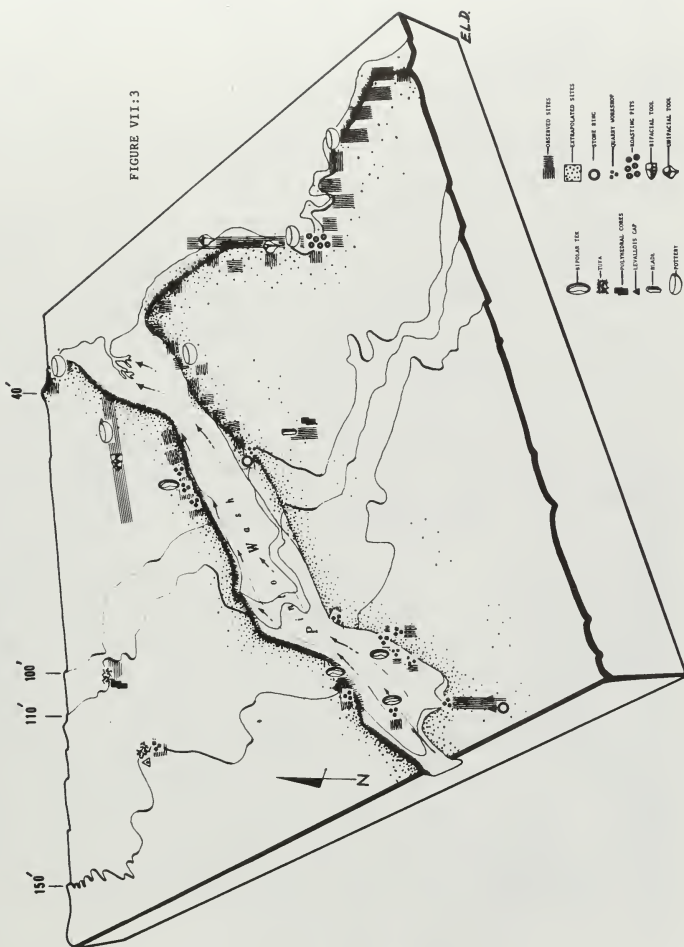 FIGURE VII:3
40'
100'
110'
150'
Pinto Wash
N
E.L.D.
OBSERVED SITES
EXTRAPOLATED SITES
STONE RING
QUARRY WORKSHOP
ROASTING PITS
BIFACIAL TOOL
UNIFACIAL TOOL
BIPOLAR TEK
TUFA
POLYHEDRAL CORES
LEVALLOIS CAP
BLADE
POTTERY